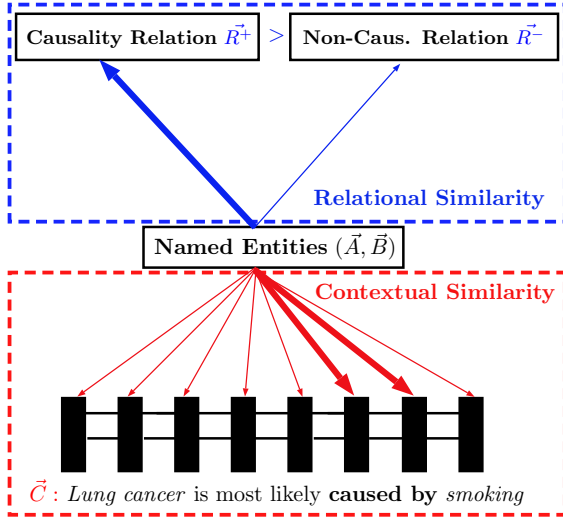 Causality Relation R⃗+ > Non-Caus. Relation R⃗−
Relational Similarity
Named Entities (A⃗, B⃗)
Contextual Similarity
C⃗ : Lung cancer is most likely caused by smoking